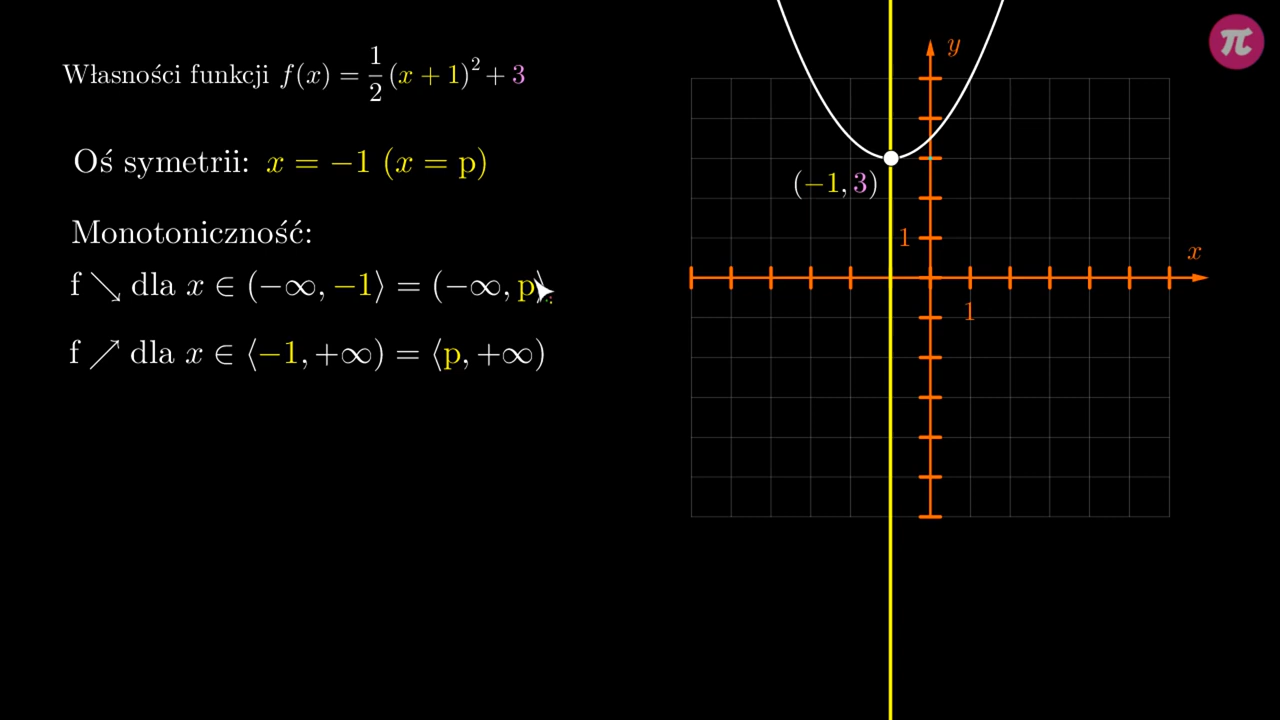 Własności funkcji f(x) = 1/2 (x + 1)² + 3
Oś symetrii: x = −1 (x = p)
Monotoniczność:
f ↘ dla x ∈ (−∞, −1⟩ = (−∞, p⟩
f ↗ dla x ∈ ⟨−1, +∞) = ⟨p, +∞)
y
(−1, 3)
1
x
1
π